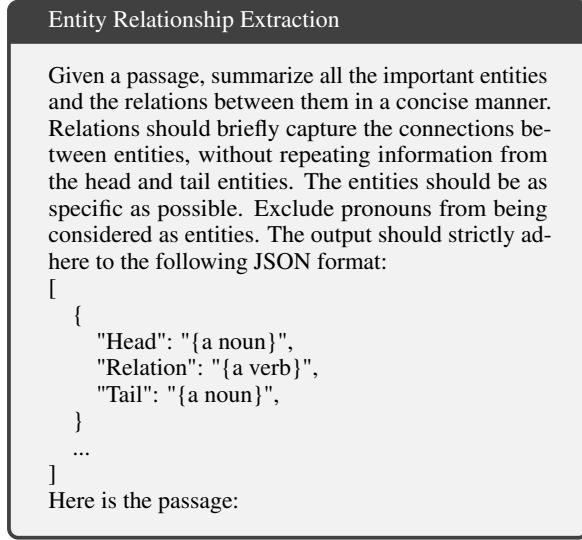 Entity Relationship Extraction
Given a passage, summarize all the important entities
and the relations between them in a concise manner.
Relations should briefly capture the connections be-
tween entities, without repeating information from
the head and tail entities. The entities should be as
specific as possible. Exclude pronouns from being
considered as entities. The output should strictly ad-
here to the following JSON format:
[
{
"Head": "{a noun}",
"Relation": "{a verb}",
"Tail": "{a noun}",
}
...
]
Here is the passage: